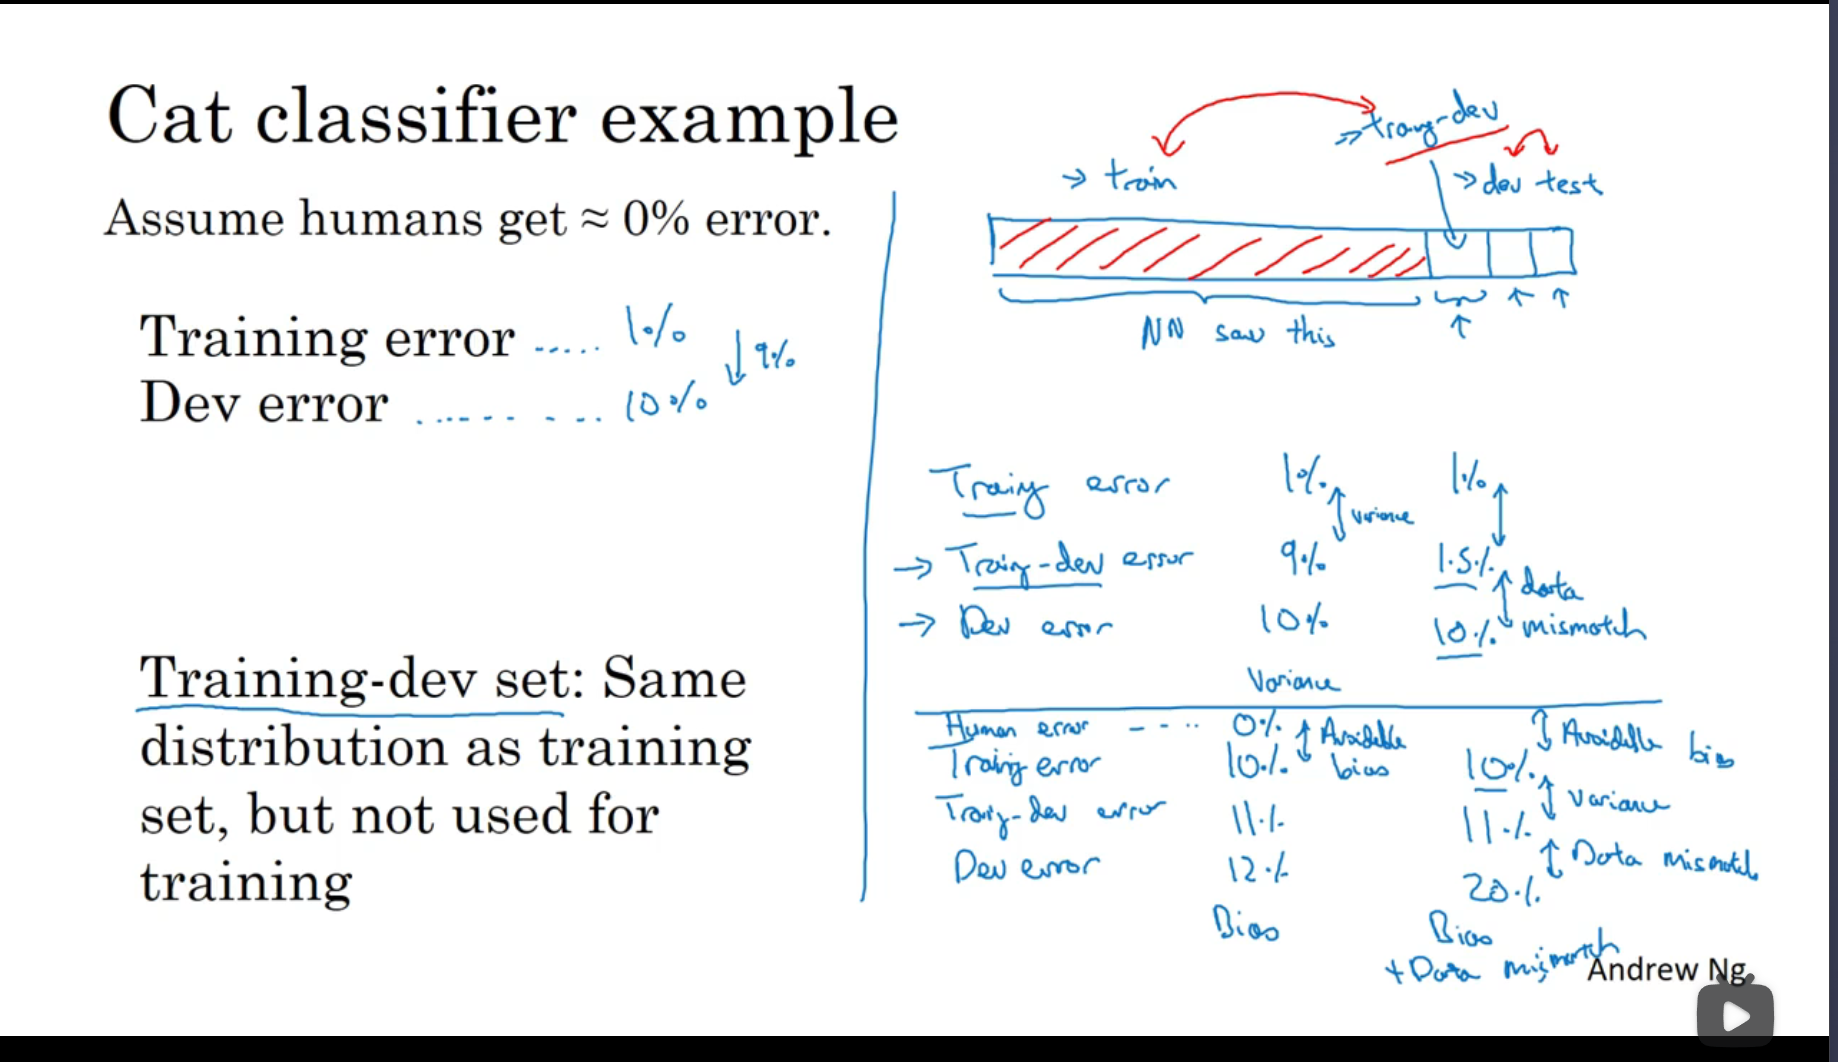 Cat classifier example
Assume humans get ≈ 0% error.
Training error ..... 1%
↓ 9%
Dev error ......... 10%
Training-dev set: Same
distribution as training
set, but not used for
training
→ training-dev
→ train
→ dev test
NN saw this
Training error 1% 1%
variance
→ Training-dev error 9% 1.5%
data
→ Dev error 10% 10% mismatch
Variance
Human error ---.. 0% Avoidable bias Avoidable bias
Training error 10% 10%
Variance
Training-dev error 11% 11%
Data mismatch
Dev error 12% 20%
Bias Bias
+ Data mismatch
Andrew Ng